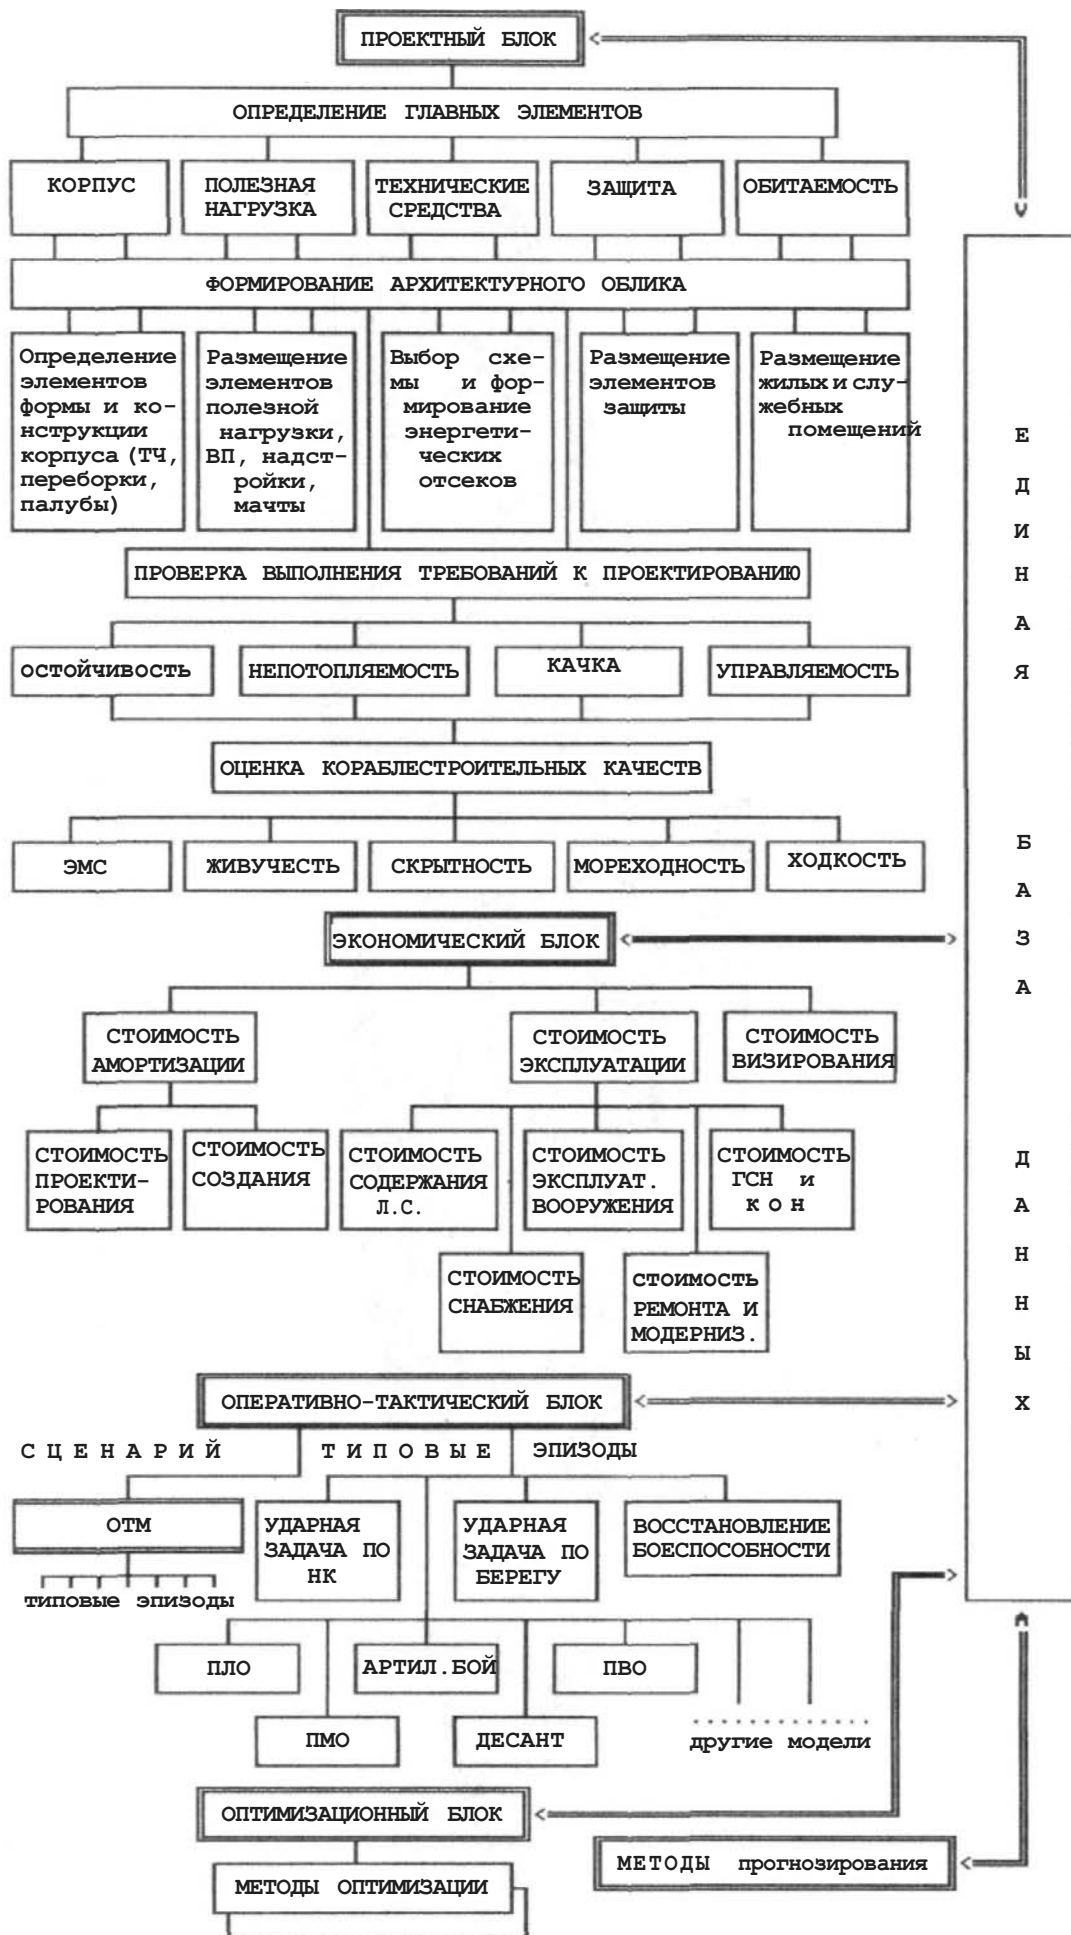 ПРОЕКТНЫЙ БЛОК
ОПРЕДЕЛЕНИЕ ГЛАВНЫХ ЭЛЕМЕНТОВ
КОРПУС
ПОЛЕЗНАЯ
НАГРУЗКА
ТЕХНИЧЕСКИЕ
СРЕДСТВА
ЗАЩИТА
ОБИТАЕМОСТЬ
ФОРМИРОВАНИЕ АРХИТЕКТУРНОГО ОБЛИКА
Определение
элементов
формы и ко-
нструкции
корпуса (ТЧ,
переборки,
палубы)
Размещение
элементов
полезной
нагрузки,
ВП, надст-
ройки,
мачты
Выбор схе-
мы и фор-
мирование
энергети-
ческих
отсеков
Размещение
элементов
защиты
Размещение
жилых и слу-
жебных
помещений
ПРОВЕРКА ВЫПОЛНЕНИЯ ТРЕБОВАНИЙ К ПРОЕКТИРОВАНИЮ
ОСТОЙЧИВОСТЬ
НЕПОТОПЛЯЕМОСТЬ
КАЧКА
УПРАВЛЯЕМОСТЬ
ОЦЕНКА КОРАБЛЕСТРОИТЕЛЬНЫХ КАЧЕСТВ
ЭМС
ЖИВУЧЕСТЬ
СКРЫТНОСТЬ
МОРЕХОДНОСТЬ
ХОДКОСТЬ
ЭКОНОМИЧЕСКИЙ БЛОК
СТОИМОСТЬ
АМОРТИЗАЦИИ
СТОИМОСТЬ
ЭКСПЛУАТАЦИИ
СТОИМОСТЬ
ВИЗИРОВАНИЯ
СТОИМОСТЬ
ПРОЕКТИ-
РОВАНИЯ
СТОИМОСТЬ
СОЗДАНИЯ
СТОИМОСТЬ
СОДЕРЖАНИЯ
Л.С.
СТОИМОСТЬ
ЭКСПЛУАТ.
ВООРУЖЕНИЯ
СТОИМОСТЬ
ГСН и
К О Н
СТОИМОСТЬ
СНАБЖЕНИЯ
СТОИМОСТЬ
РЕМОНТА И
МОДЕРНИЗ.
ОПЕРАТИВНО-ТАКТИЧЕСКИЙ БЛОК
С Ц Е Н А Р И Й Т И П О В Ы Е ЭПИЗОДЫ
ОТМ
типовые эпизоды
УДАРНАЯ
ЗАДАЧА ПО
НК
УДАРНАЯ
ЗАДАЧА ПО
БЕРЕГУ
ВОССТАНОВЛЕНИЕ
БОЕСПОСОБНОСТИ
ПЛО
АРТИЛ.БОЙ
ПВО
ПМО
ДЕСАНТ
другие модели
ОПТИМИЗАЦИОННЫЙ БЛОК
МЕТОДЫ ОПТИМИЗАЦИИ
МЕТОДЫ прогнозирования
Е Д И Н А Я Б А З А Д А Н Н Ы Х